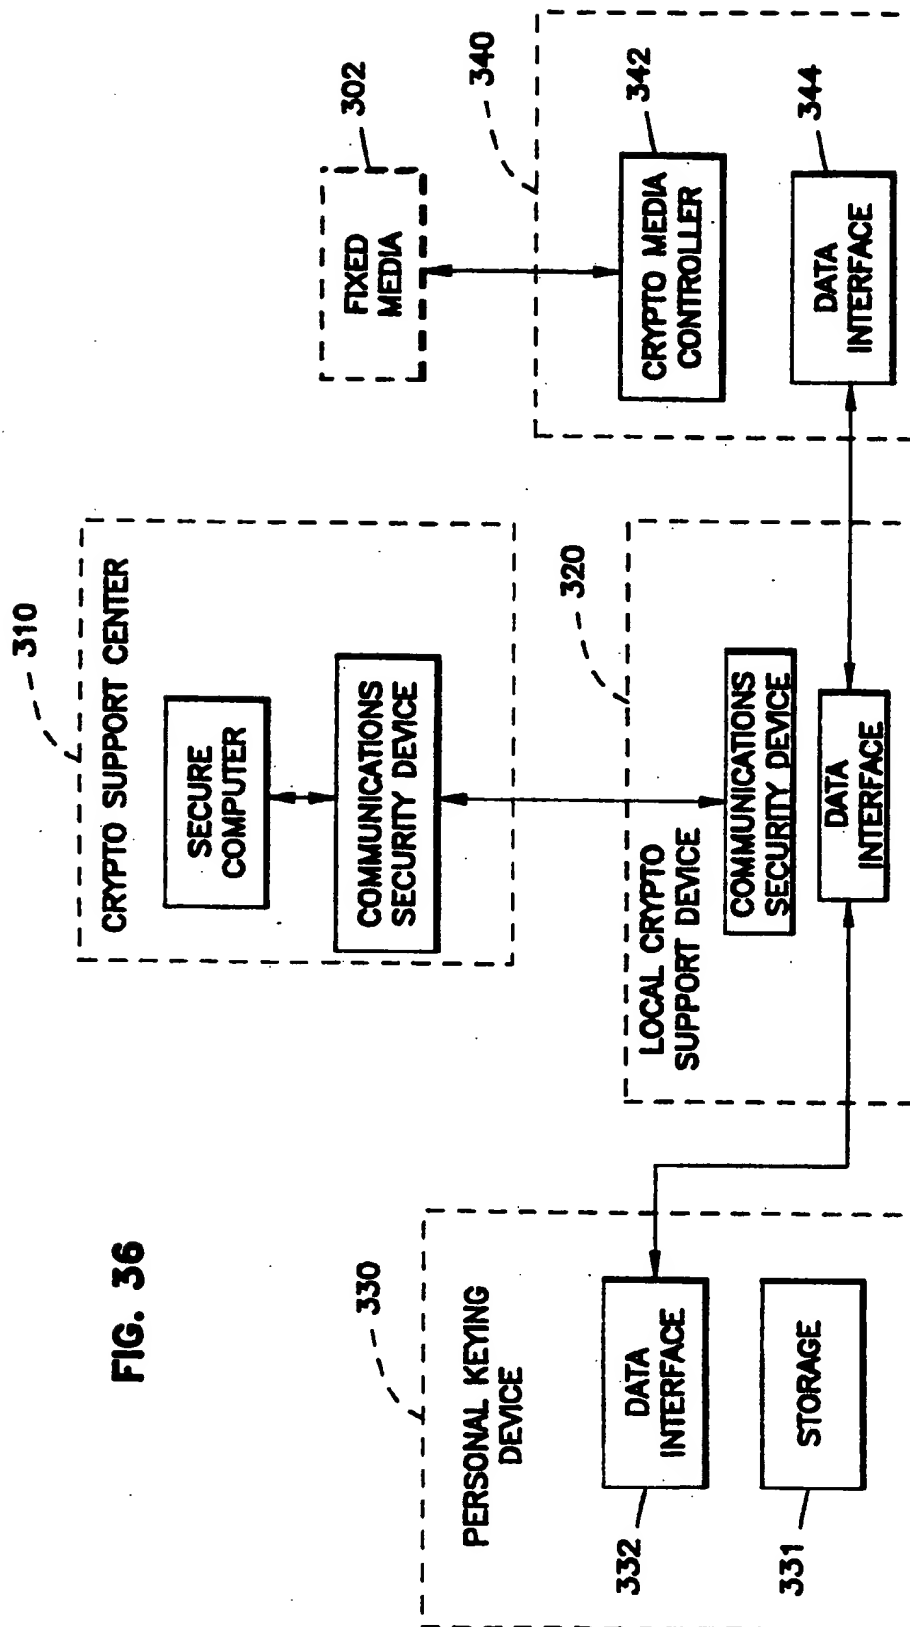 FIG. 36
310
CRYPTO SUPPORT CENTER
SECURE
COMPUTER
COMMUNICATIONS
SECURITY DEVICE
302
FIXED
MEDIA
340
CRYPTO MEDIA
CONTROLLER
342
DATA
INTERFACE
344
320
LOCAL CRYPTO
SUPPORT DEVICE
COMMUNICATIONS
SECURITY DEVICE
DATA
INTERFACE
330
PERSONAL KEYING
DEVICE
DATA
INTERFACE
332
STORAGE
331